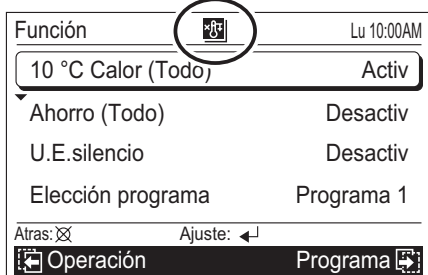 Función Lu 10:00AM
10 °C Calor (Todo) Activ
Ahorro (Todo) Desactiv
U.E.silencio Desactiv
Elección programa Programa 1
Atras: Ajuste:
Operación Programa